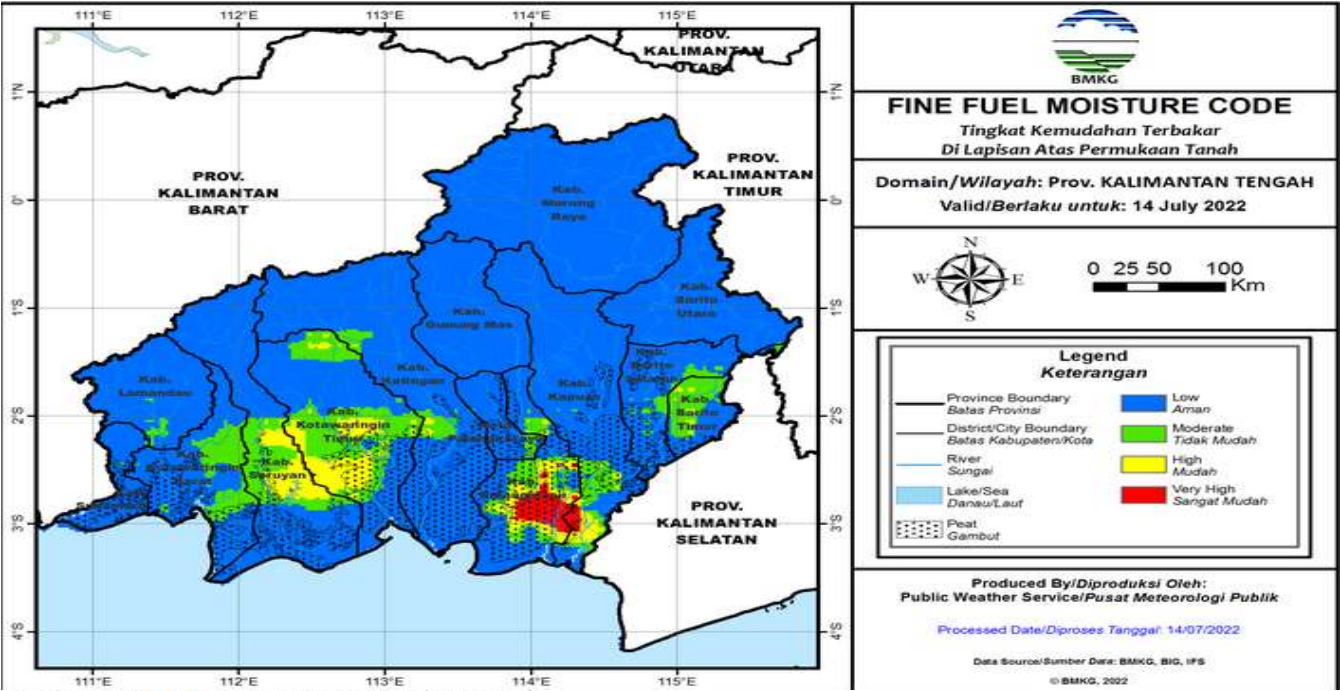 111°E 112°E 113°E 114°E 115°E
PROV.
KALIMANTAN
UTARA
1°N
1°N
PROV.
KALIMANTAN
BARAT
PROV.
KALIMANTAN
TIMUR
Kab.
Murung
Raya
0°
0°
Kab.
Barito
Utara
1°S
1°S
Kab.
Gunung Mas
Kab.
Lamandau
Kab.
Katingan
Kab.
Kapuas
Kab.
Barito
Selatan
Kab.
Barito
Timur
2°S
2°S
Kab.
Kotawaringin
Timur
Kab.
Kotawaringin
Barat
Kab.
Seruyan
3°S
3°S
PROV.
KALIMANTAN
SELATAN
4°S
4°S
111°E 112°E 113°E 114°E 115°E
BMKG
FINE FUEL MOISTURE CODE
Tingkat Kemudahan Terbakar
Di Lapisan Atas Permukaan Tanah
Domain/Wilayah: Prov. KALIMANTAN TENGAH
Valid/Berlaku untuk: 14 July 2022
N
W E
S
0 25 50 100
Km
Legend
Keterangan
Province Boundary
Batas Provinsi
District/City Boundary
Batas Kabupaten/Kota
River
Sungai
Lake/Sea
Danau/Laut
Peat
Gambut
Low
Aman
Moderate
Tidak Mudah
High
Mudah
Very High
Sangat Mudah
Produced By/Diproduksi Oleh:
Public Weather Service/Pusat Meteorologi Publik
Processed Date/Diproses Tanggal: 14/07/2022
Data Source/Sumber Data: BMKG, BIG, IFS
© BMKG, 2022